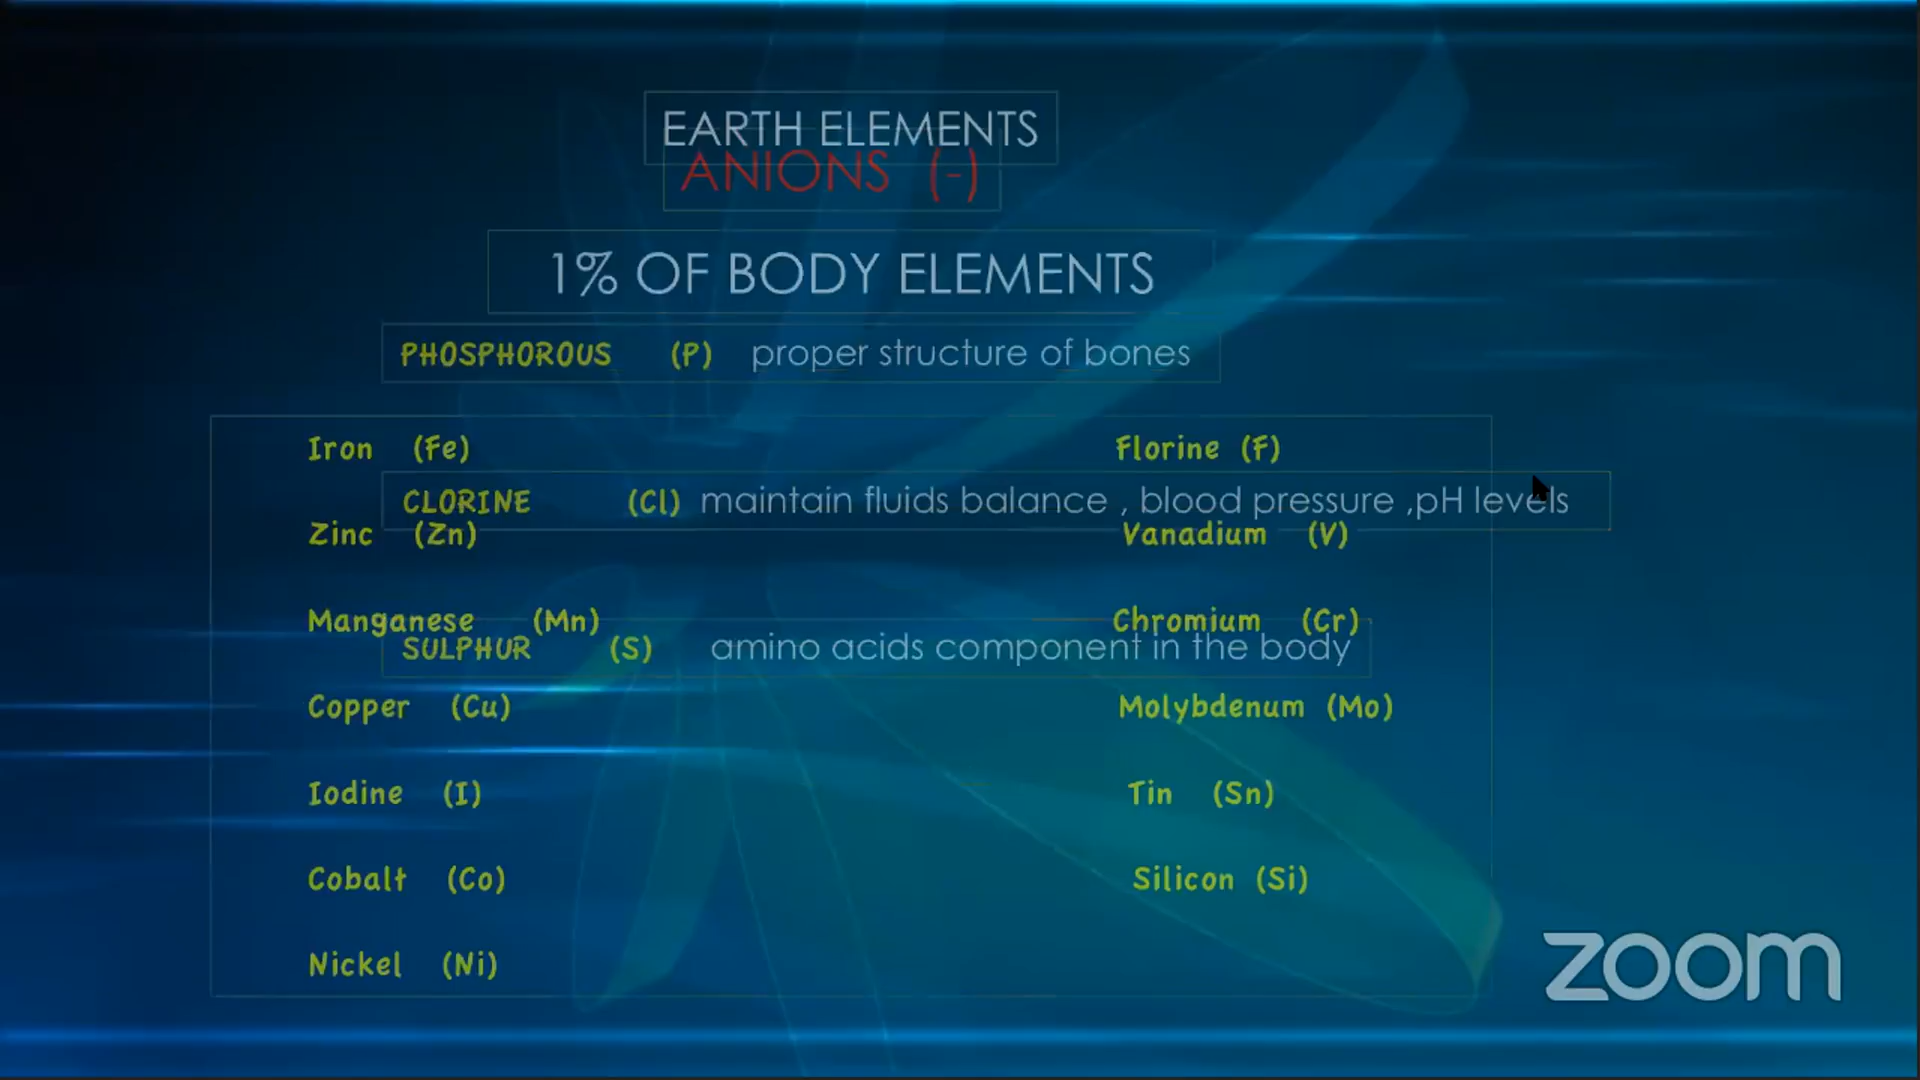 EARTH ELEMENTS
ANIONS (-)
1% OF BODY ELEMENTS
PHOSPHOROUS (P) proper structure of bones
Iron (Fe) Florine (F)
CLORINE (Cl) maintain fluids balance , blood pressure ,pH levels
Zinc (Zn) Vanadium (V)
Manganese (Mn) Chromium (Cr)
SULPHUR (S) amino acids component in the body
Copper (Cu) Molybdenum (Mo)
Iodine (I) Tin (Sn)
Cobalt (Co) Silicon (Si)
Nickel (Ni)
zoom